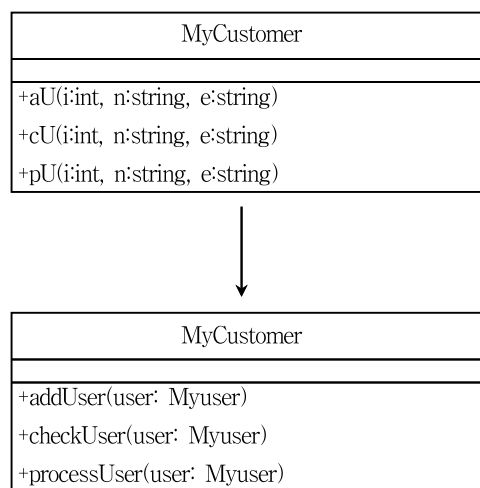 MyCustomer
+aU(i:int, n:string, e:string)
+cU(i:int, n:string, e:string)
+pU(i:int, n:string, e:string)
MyCustomer
+addUser(user: Myuser)
+checkUser(user: Myuser)
+processUser(user: Myuser)